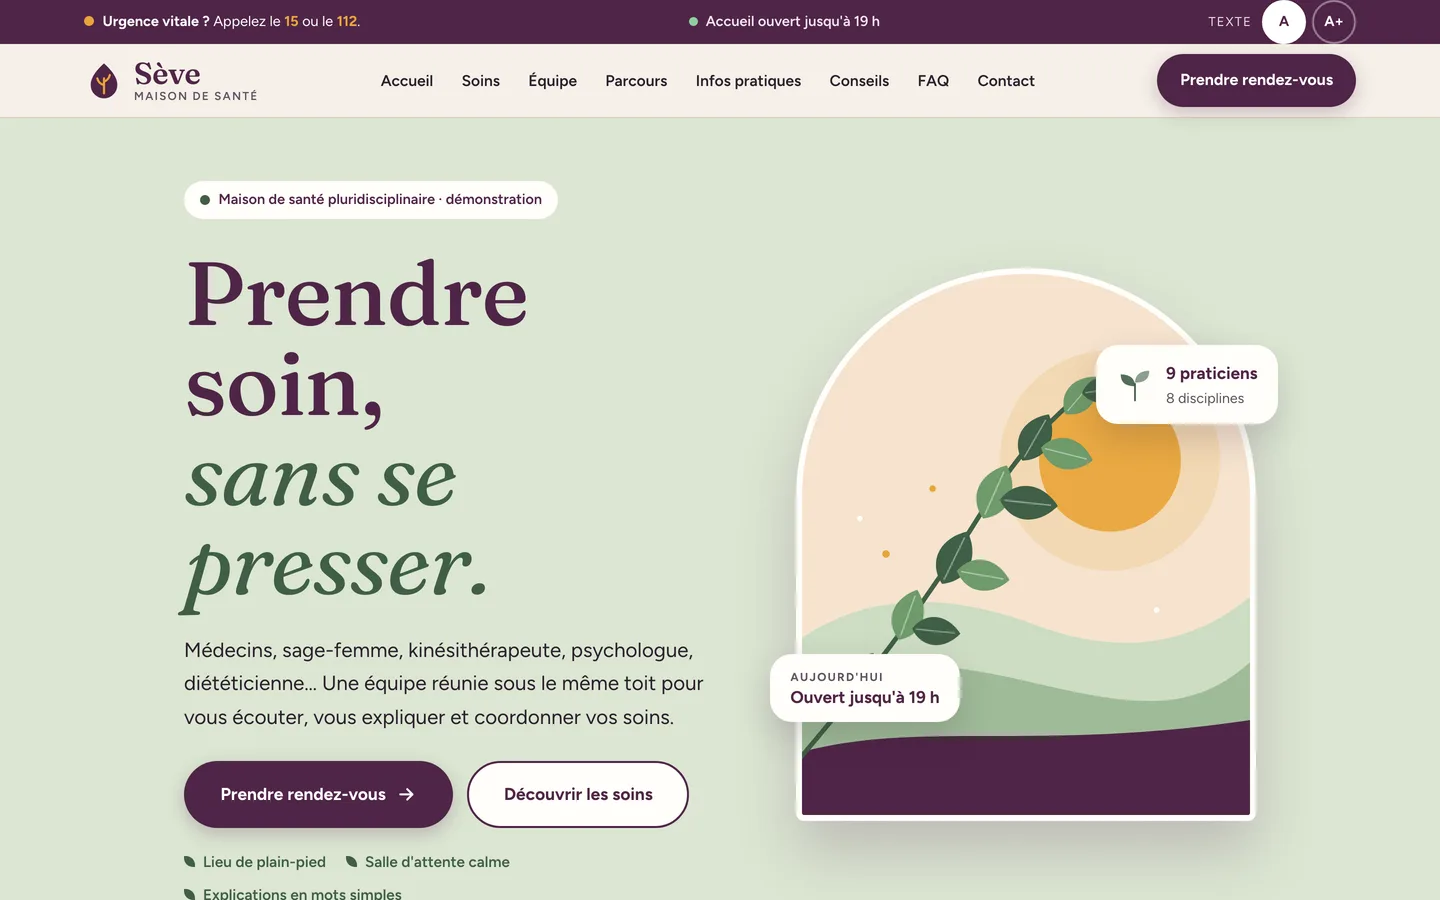 Urgence vitale ? Appelez le 15 ou le 112.
Accueil ouvert jusqu'à 19 h
TEXTE A A+
Sève
MAISON DE SANTÉ
Accueil Soins Équipe Parcours Infos pratiques Conseils FAQ Contact
Prendre rendez-vous
Maison de santé pluridisciplinaire · démonstration
Prendre
soin,
sans se
presser.
Médecins, sage-femme, kinésithérapeute, psychologue,
diététicienne... Une équipe réunie sous le même toit pour
vous écouter, vous expliquer et coordonner vos soins.
Prendre rendez-vous →
Découvrir les soins
Lieu de plain-pied
Salle d'attente calme
Explications en mots simples
9 praticiens
8 disciplines
AUJOURD'HUI
Ouvert jusqu'à 19 h